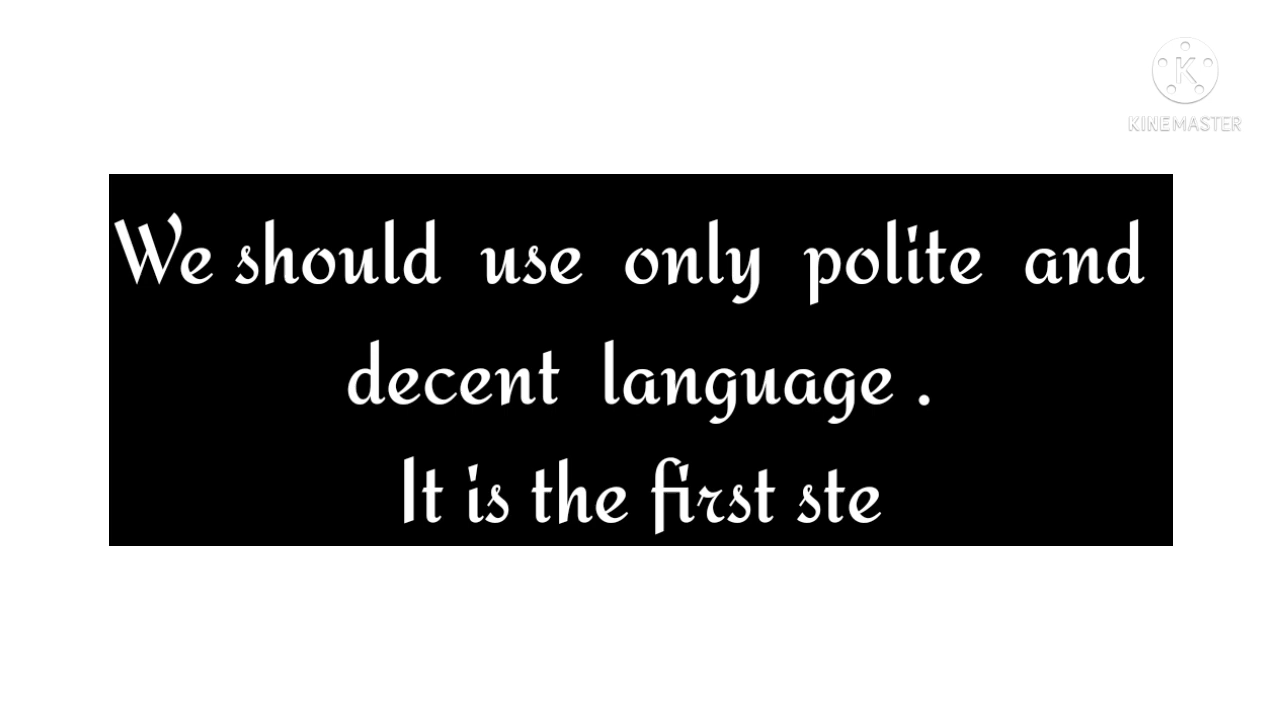 KINEMASTER
We should use only polite and
decent language .
It is the first ste